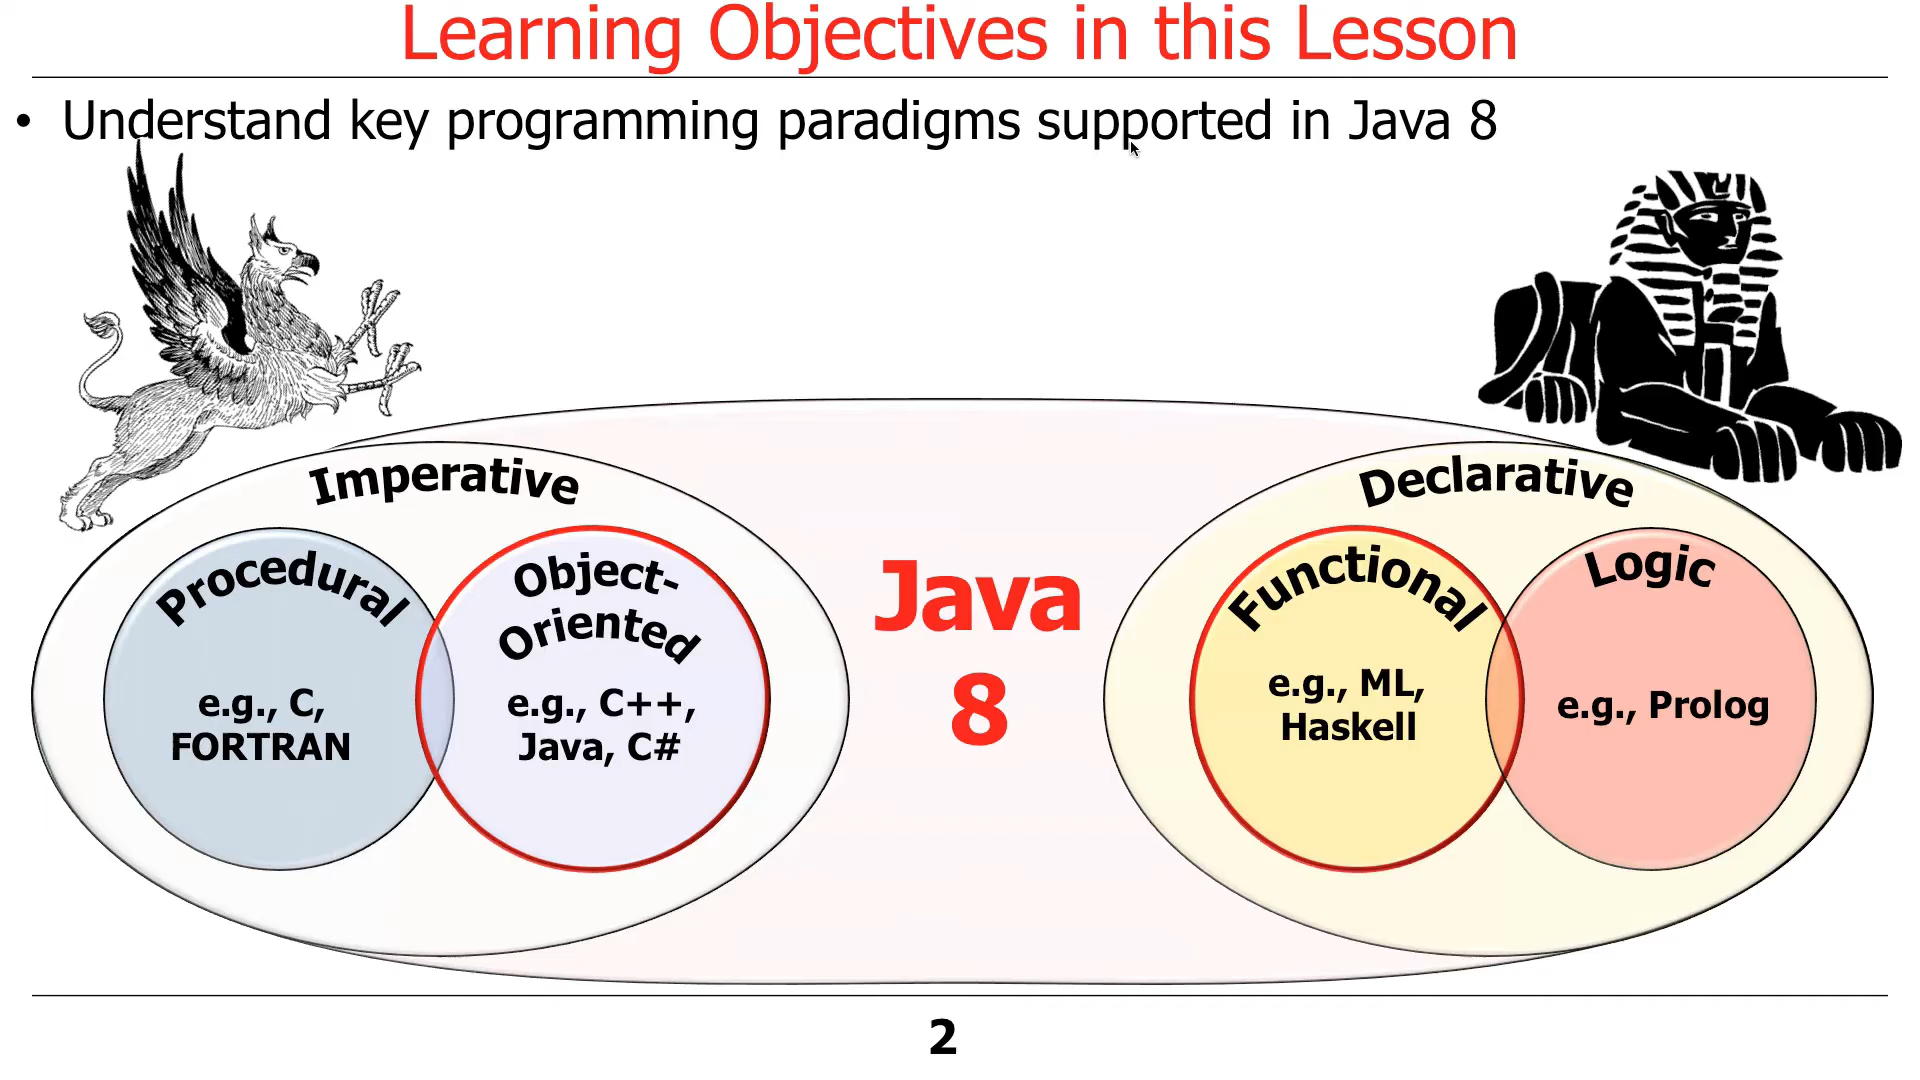 Learning Objectives in this Lesson
• Understand key programming paradigms supported in Java 8
Imperative
Procedural
e.g., C,
FORTRAN
Object-
Oriented
e.g., C++,
Java, C#
Java
8
Declarative
Functional
e.g., ML,
Haskell
Logic
e.g., Prolog
2